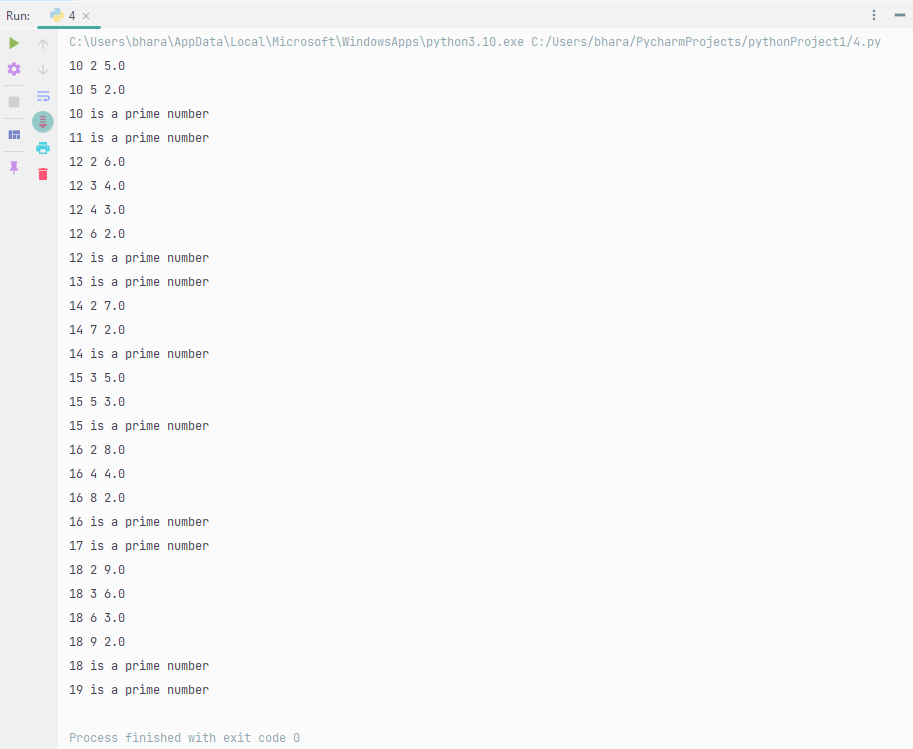 Run: 4
C:\Users\bhara\AppData\Local\Microsoft\WindowsApps\python3.10.exe C:/Users/bhara/PycharmProjects/pythonProject1/4.py
10 2 5.0
10 5 2.0
10 is a prime number
11 is a prime number
12 2 6.0
12 3 4.0
12 4 3.0
12 6 2.0
12 is a prime number
13 is a prime number
14 2 7.0
14 7 2.0
14 is a prime number
15 3 5.0
15 5 3.0
15 is a prime number
16 2 8.0
16 4 4.0
16 8 2.0
16 is a prime number
17 is a prime number
18 2 9.0
18 3 6.0
18 6 3.0
18 9 2.0
18 is a prime number
19 is a prime number
Process finished with exit code 0